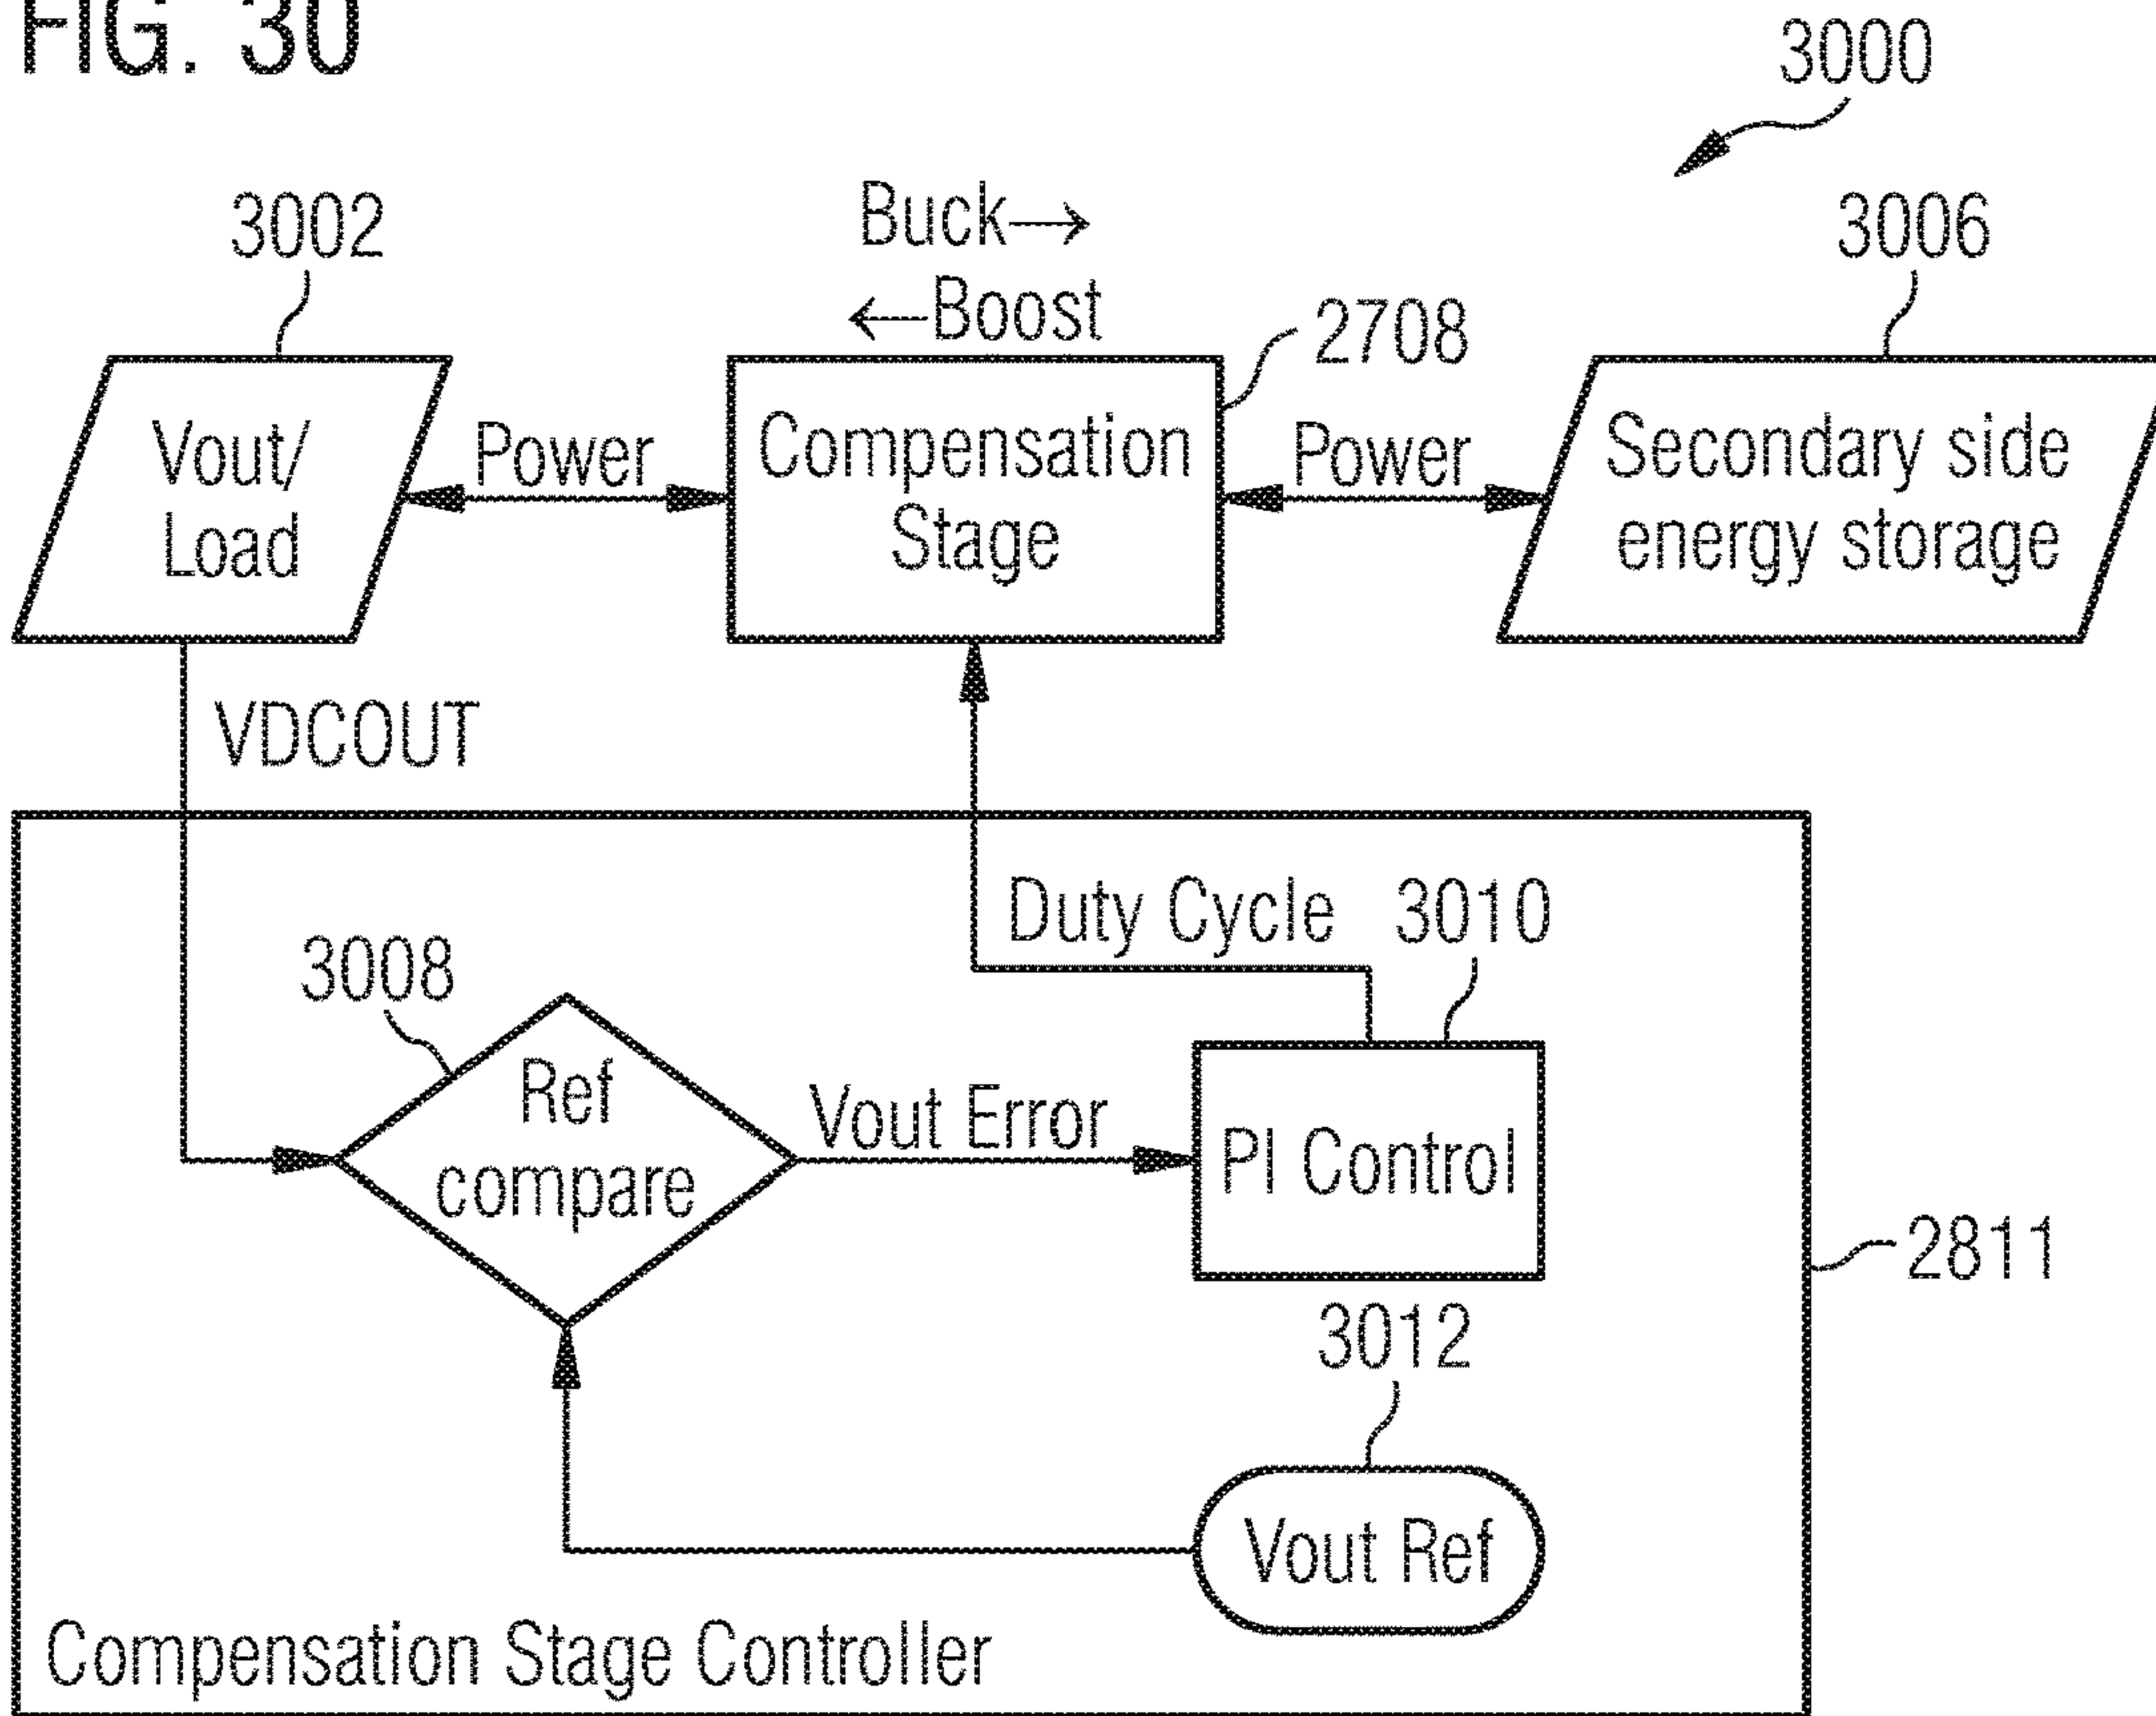 FIG. 30
3000
3002
Buck→
←Boost
2708
3006
Vout/
Load
Power
Compensation
Stage
Power
Secondary side
energy storage
VDCOUT
Duty Cycle
3010
3008
Ref
compare
Vout Error
PI Control
2811
3012
Vout Ref
Compensation Stage Controller